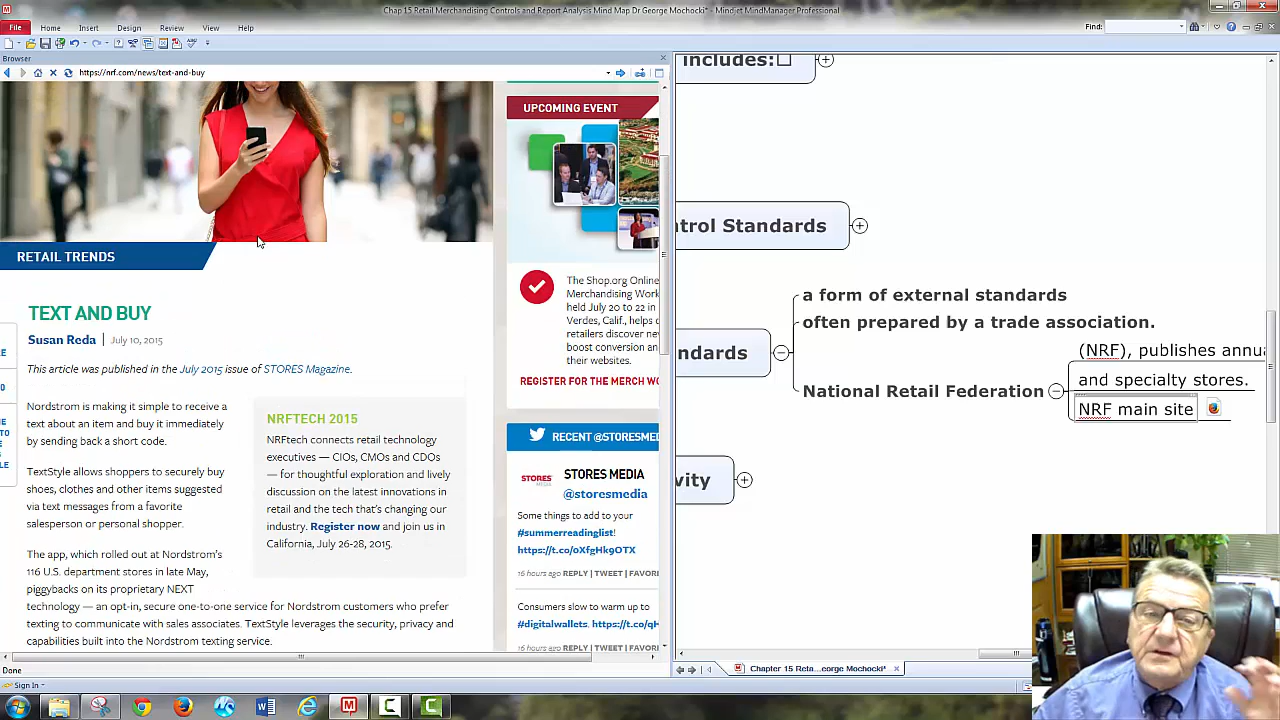 Chap 15 Retail Merchandising Controls and Report Analysis Mind Map Dr George Mochocki* - Mindjet MindManager Professional
File Home Insert Design Review View Help
Find:
Browser
https://nrf.com/news/text-and-buy
RETAIL TRENDS
TEXT AND BUY
Susan Reda | July 10, 2015
This article was published in the July 2015 issue of STORES Magazine.
Nordstrom is making it simple to receive a
text about an item and buy it immediately
by sending back a short code.
TextStyle allows shoppers to securely buy
shoes, clothes and other items suggested
via text messages from a favorite
salesperson or personal shopper.
The app, which rolled out at Nordstrom's
116 U.S. department stores in late May,
piggybacks on its proprietary NEXT
technology — an opt-in, secure one-to-one service for Nordstrom customers who prefer
texting to communicate with sales associates. TextStyle leverages the security, privacy and
capabilities built into the Nordstrom texting service.
NRFTECH 2015
NRFtech connects retail technology
executives — CIOs, CMOs and CDOs
— for thoughtful exploration and lively
discussion on the latest innovations in
retail and the tech that's changing our
industry. Register now and join us in
California, July 26-28, 2015.
UPCOMING EVENT
The Shop.org Online
Merchandising Work
held July 20 to 22 in
Verdes, Calif., helps
retailers discover ne
boost conversion an
their websites.
REGISTER FOR THE MERCH WO
RECENT @STORESMED
STORES
STORES MEDIA
@storesmedia
Some things to add to your
#summerreadinglist!
https://t.co/oXfgHk9OTX
16 hours ago REPLY | TWEET | FAVOR
Consumers slow to warm up to
#digitalwallets. https://t.co/qH
16 hours ago REPLY | TWEET | FAVOR
includes:
ntrol Standards
ndards
a form of external standards
often prepared by a trade association.
National Retail Federation
(NRF), publishes annua
and specialty stores.
NRF main site
vity
Done
Chapter 15 Reta...eorge Mochocki*
Sign In